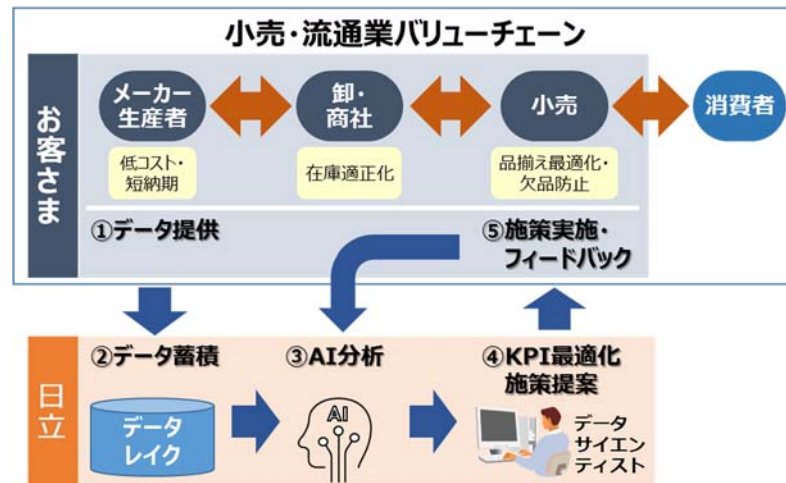 小売・流通業バリューチェーン
お客さま
メーカー
生産者
卸・
商社
小売
消費者
低コスト・
短納期
在庫適正化
品揃え最適化・
欠品防止
①データ提供
⑤施策実施・
フィードバック
日立
②データ蓄積
③AI分析
④KPI最適化
施策提案
データ
レイク
AI
データ
サイエン
ティスト